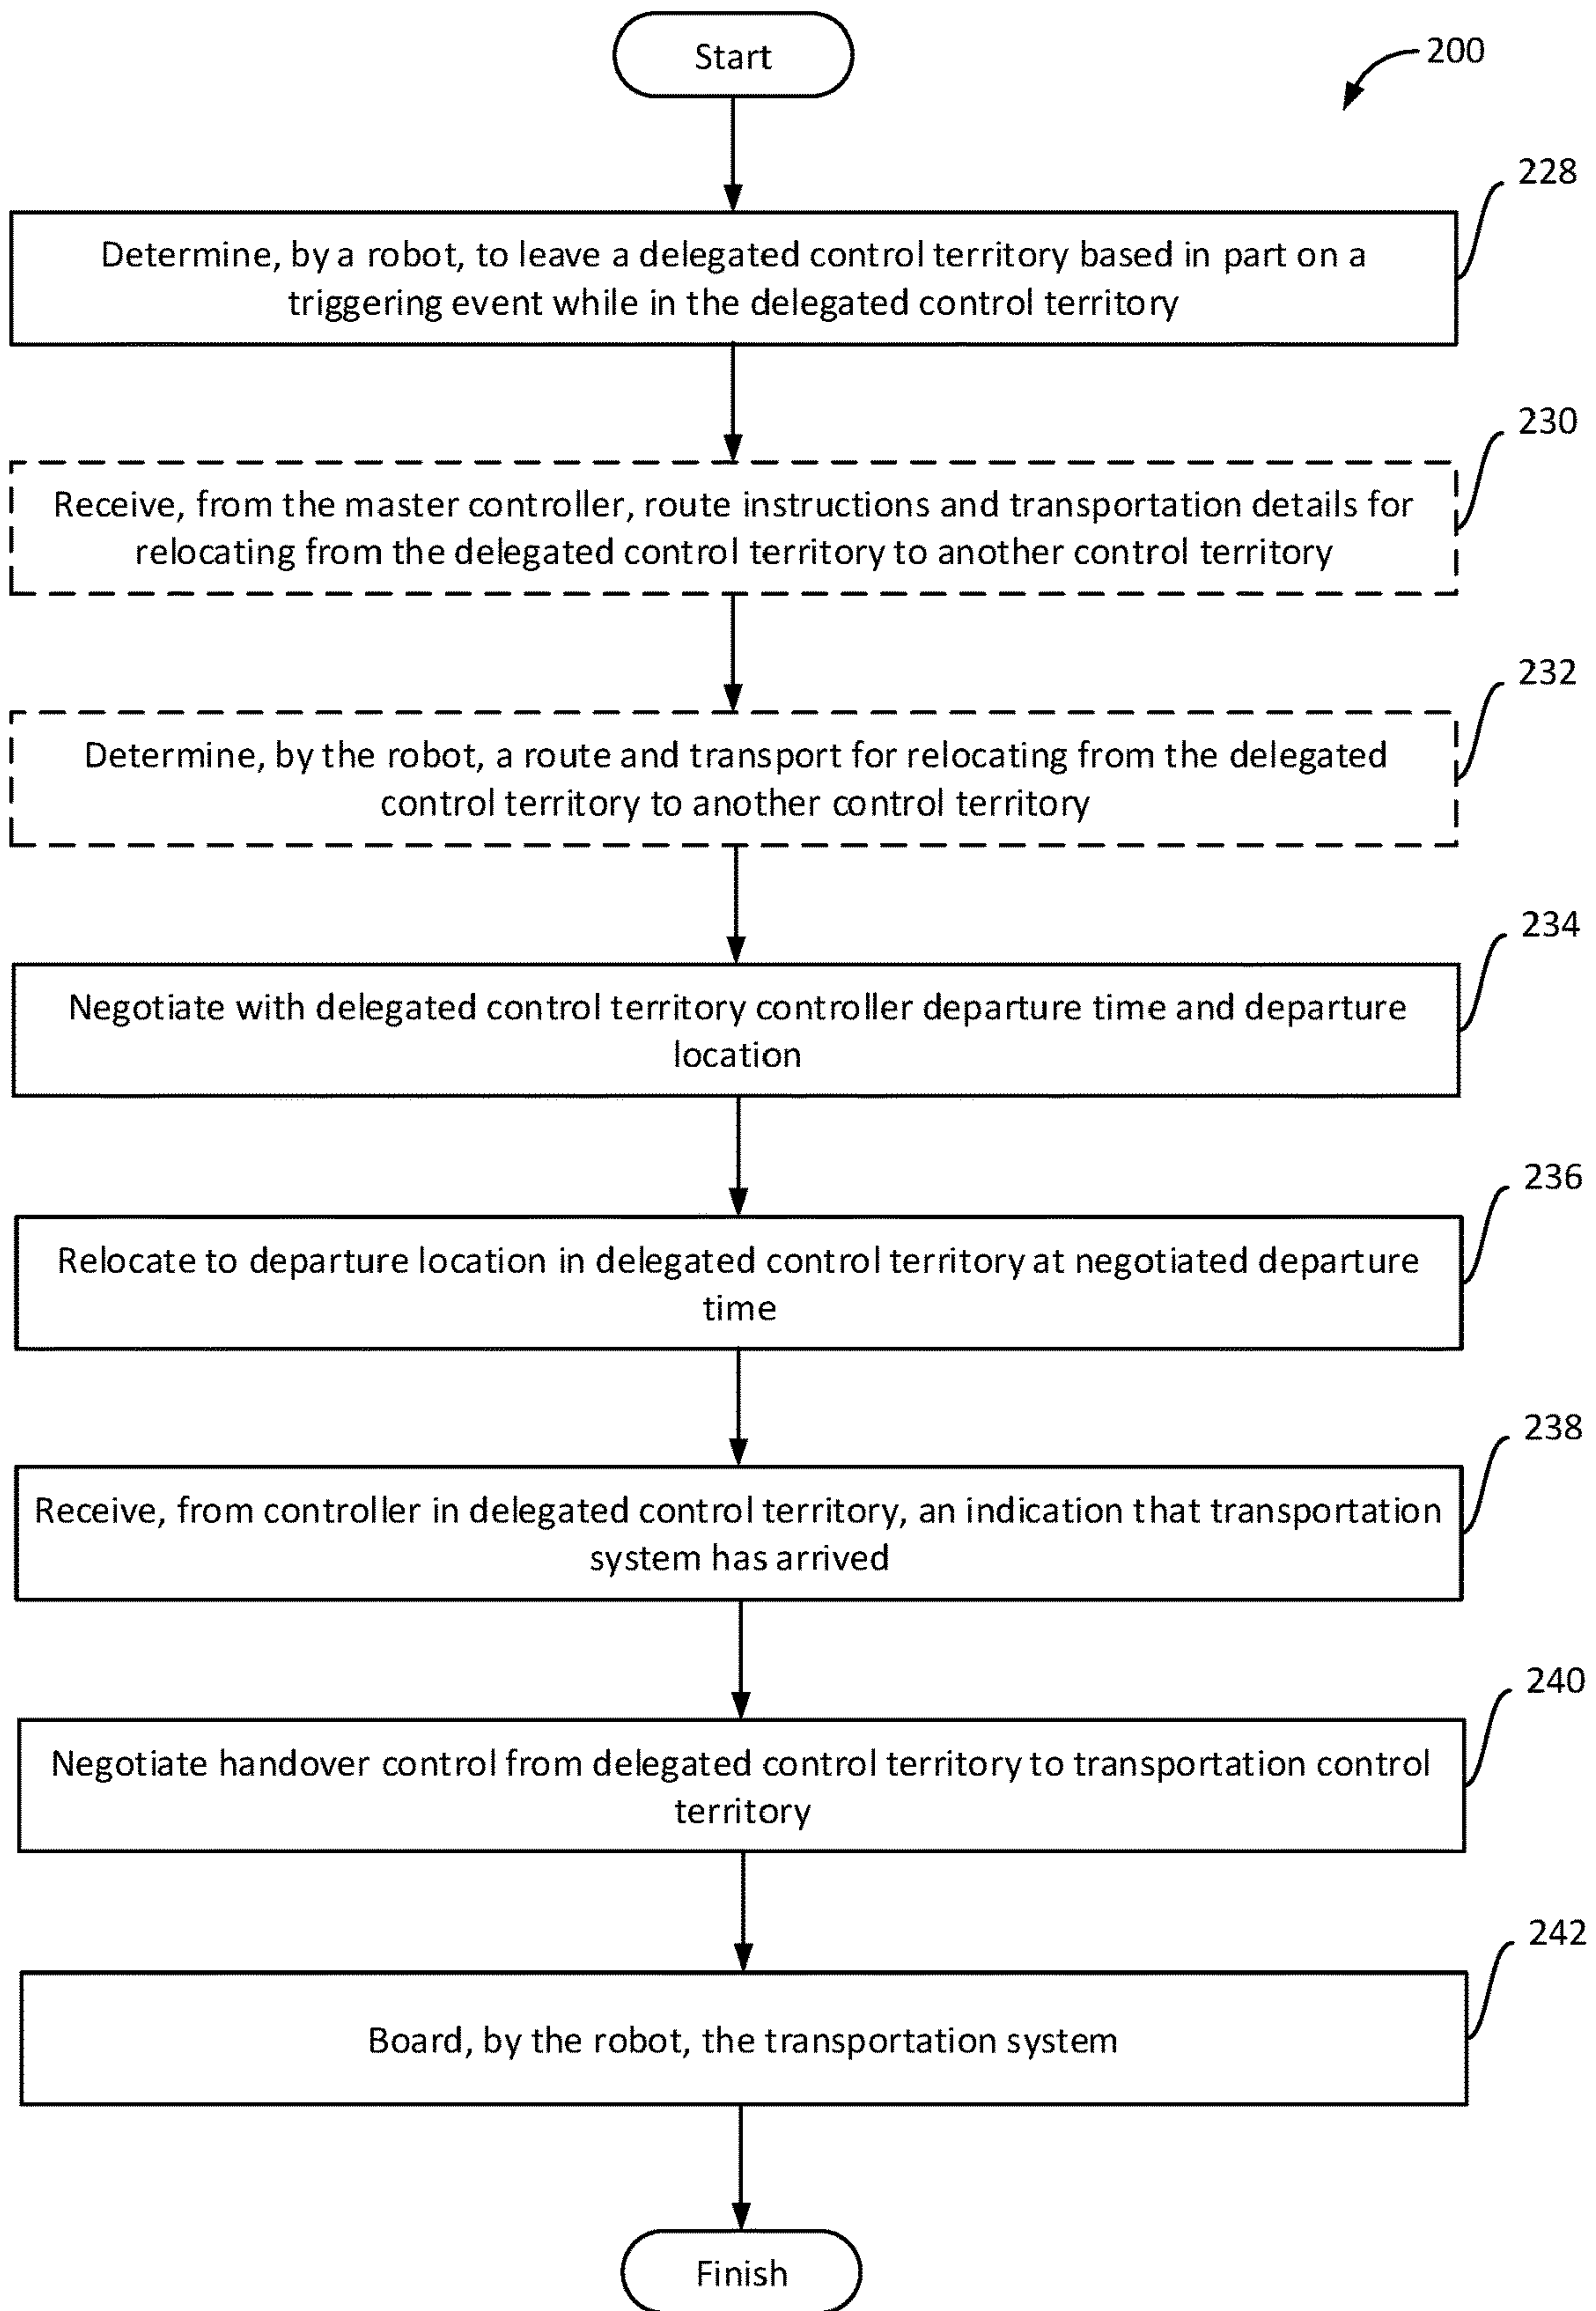 Start
200
228
Determine, by a robot, to leave a delegated control territory based in part on a
triggering event while in the delegated control territory
230
Receive, from the master controller, route instructions and transportation details for
relocating from the delegated control territory to another control territory
232
Determine, by the robot, a route and transport for relocating from the delegated
control territory to another control territory
234
Negotiate with delegated control territory controller departure time and departure
location
236
Relocate to departure location in delegated control territory at negotiated departure
time
238
Receive, from controller in delegated control territory, an indication that transportation
system has arrived
240
Negotiate handover control from delegated control territory to transportation control
territory
242
Board, by the robot, the transportation system
Finish